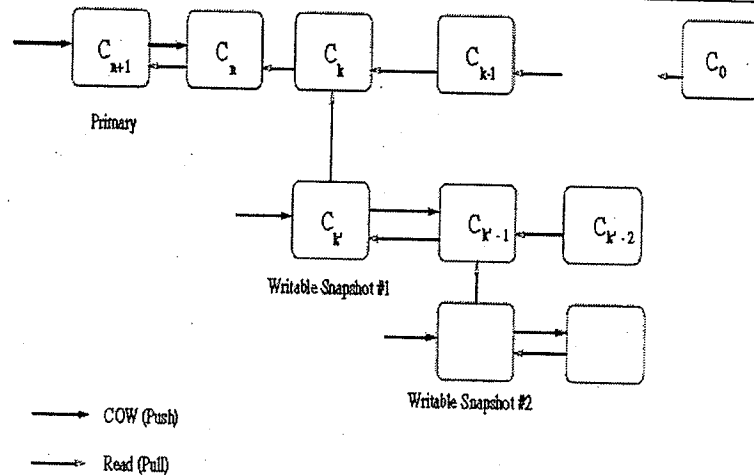 C n+1
C n
C k
C k-1
C 0
Primary
C k'
C k'-1
C k'-2
Writable Snapshot #1
Writable Snapshot #2
COW (Push)
Read (Pull)